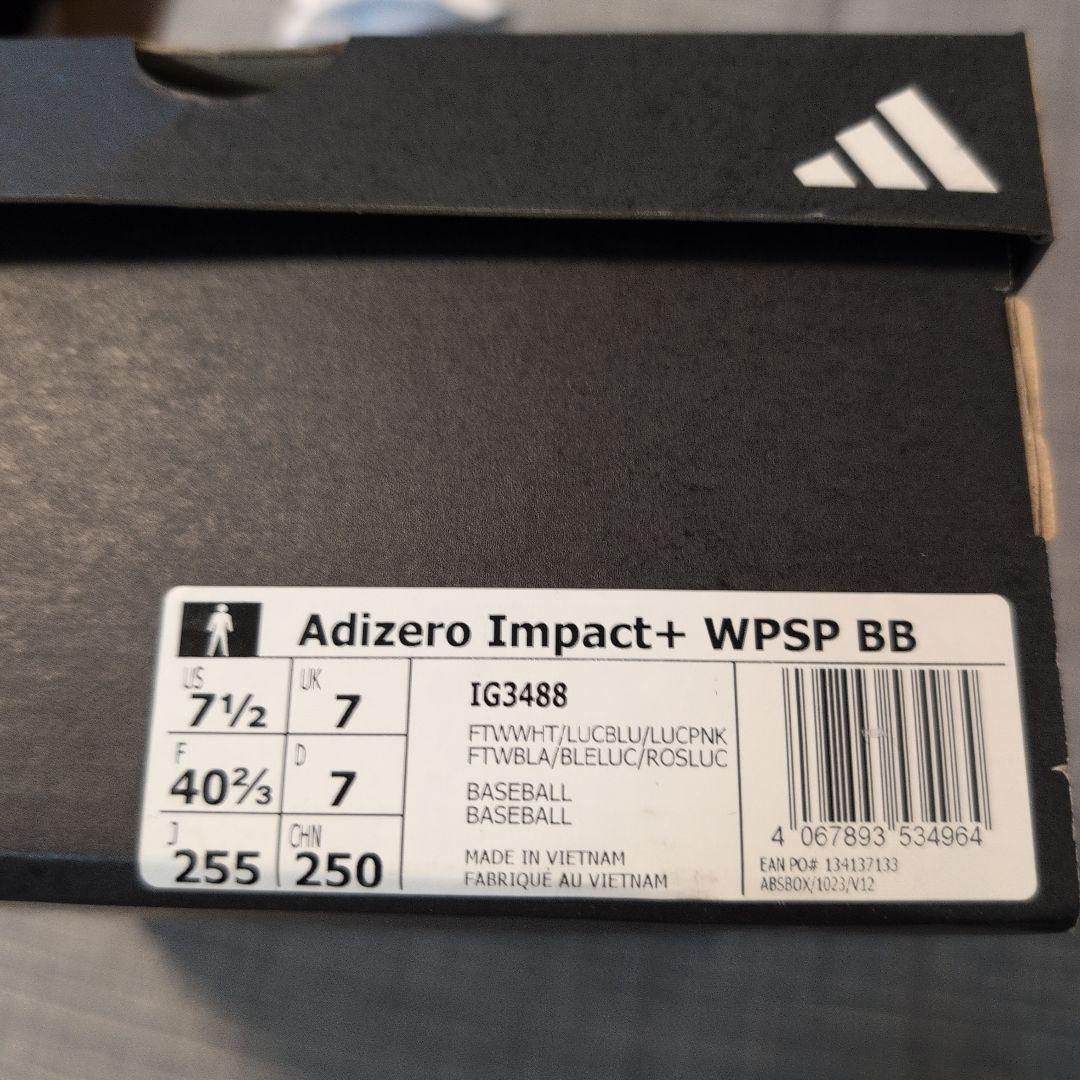 Adizero Impact+ WPSP BB
US
7½
UK
7
F
40⅔
D
7
J
255
CHN
250
IG3488
FTWWHT/LUCBLU/LUCPNK
FTWBLA/BLELUC/ROSLUC
BASEBALL
BASEBALL
MADE IN VIETNAM
FABRIQUÉ AU VIETNAM
4 067893 534964
EAN PO# 134137133
ABSBOX/1023/V12